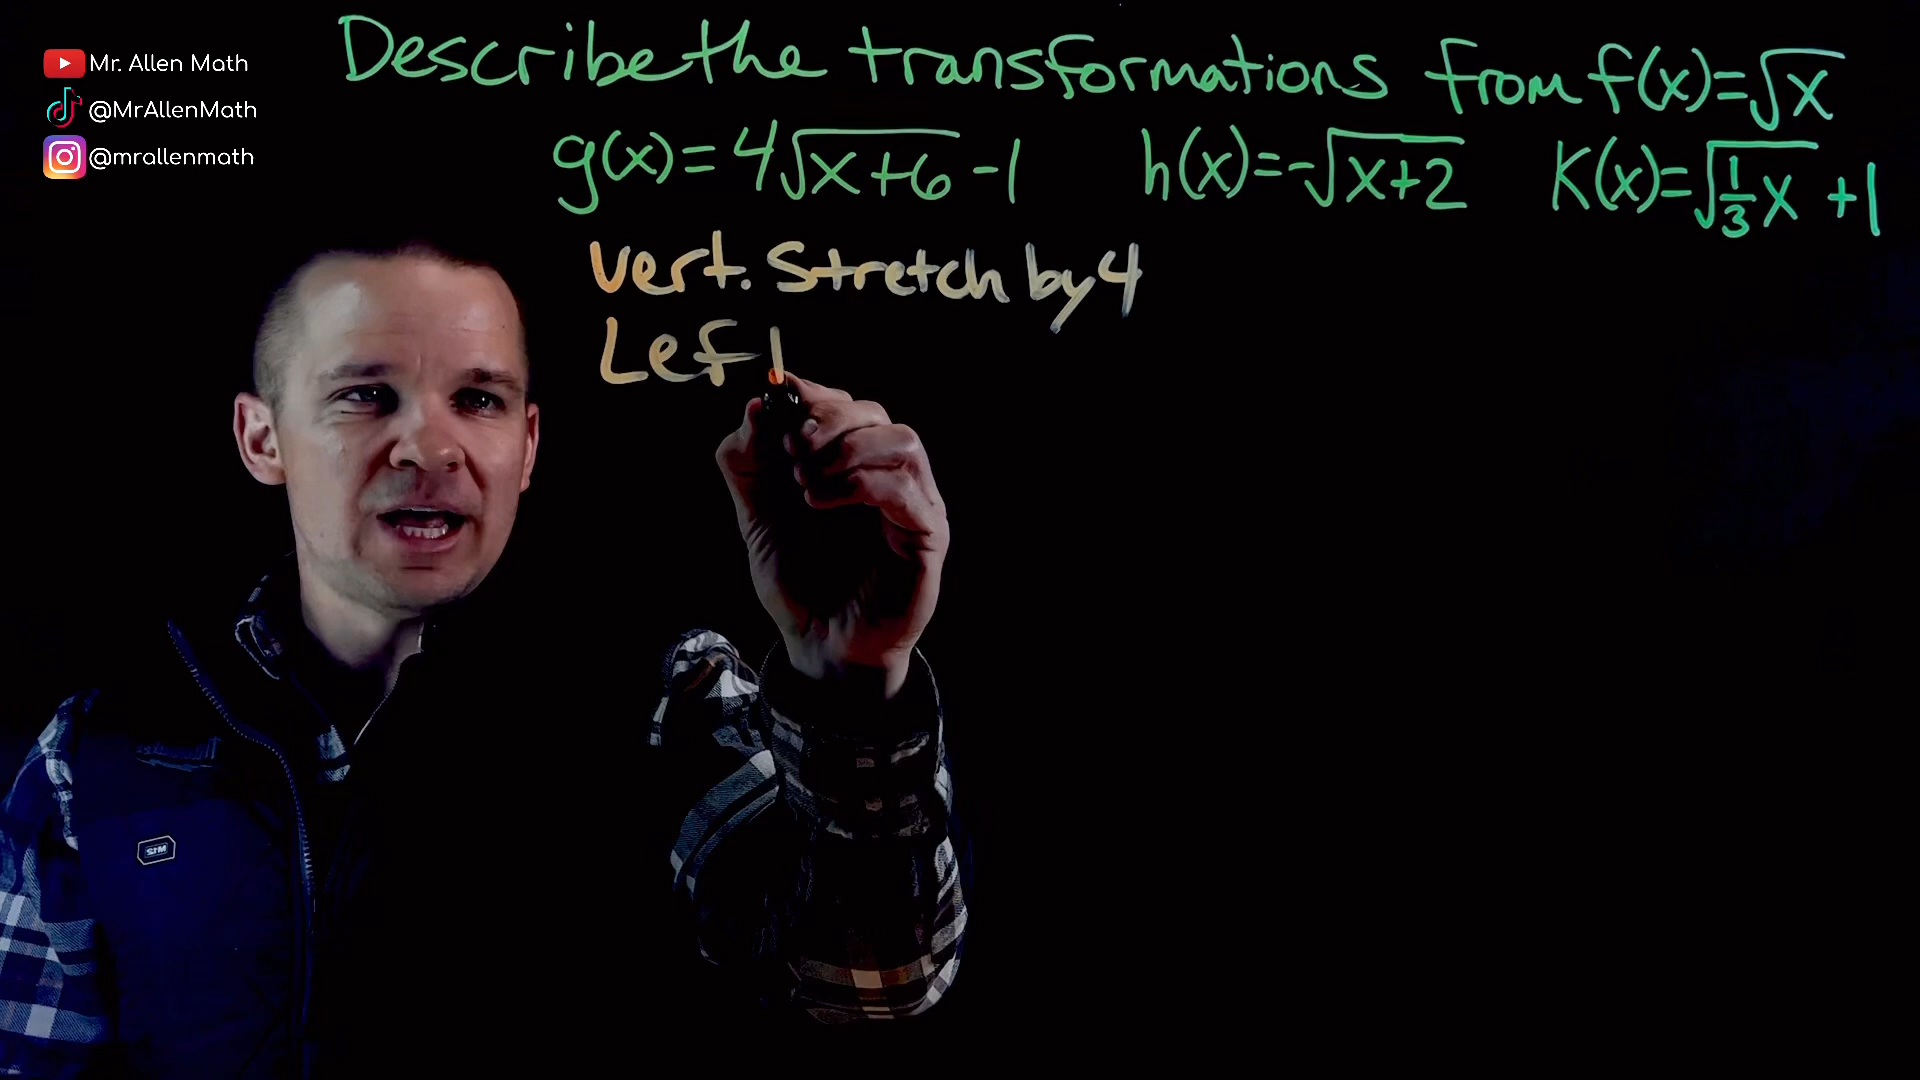 Mr. Allen Math
@MrAllenMath
@mrallenmath
Describe the transformations from f(x)=√x
g(x)=4√x+6 -1 h(x)=-√x+2 K(x)=√1/3x +1
Vert. Stretch by 4
Lef